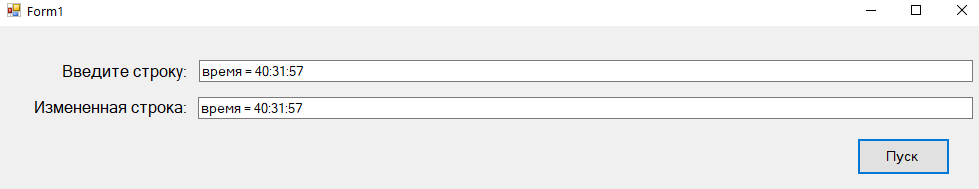 Form1
Введите строку: время = 40:31:57
Измененная строка: время = 40:31:57
Пуск